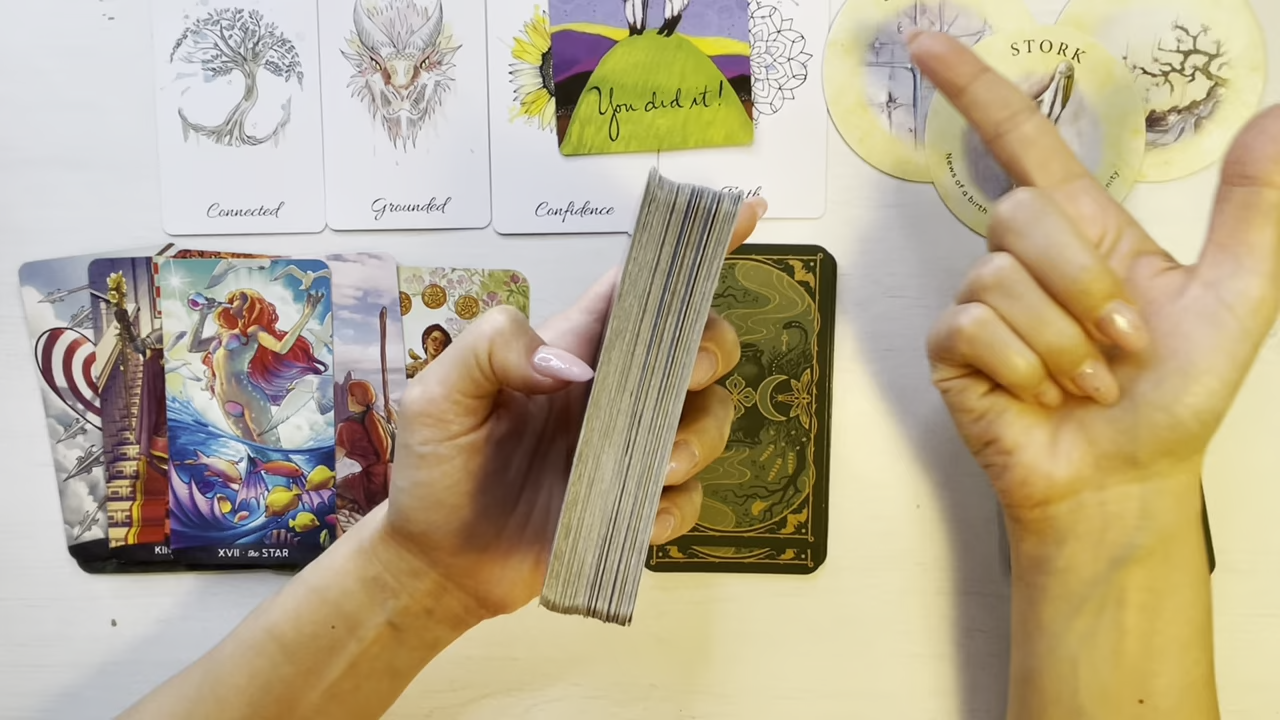 You did it!
STORK
News of a birth
Connected
Grounded
Confidence
XVII · the STAR